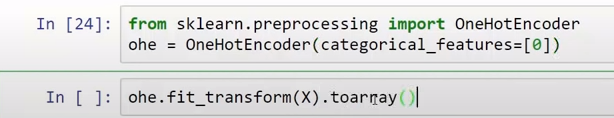 In [24]: from sklearn.preprocessing import OneHotEncoder
ohe = OneHotEncoder(categorical_features=[0])
In [ ]: ohe.fit_transform(X).toarray()